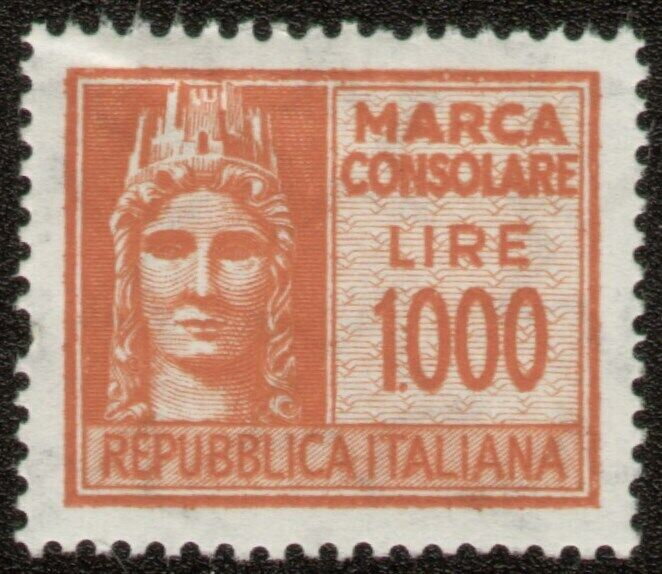 MARCA
CONSOLARE
LIRE
1.000
REPUBBLICA ITALIANA